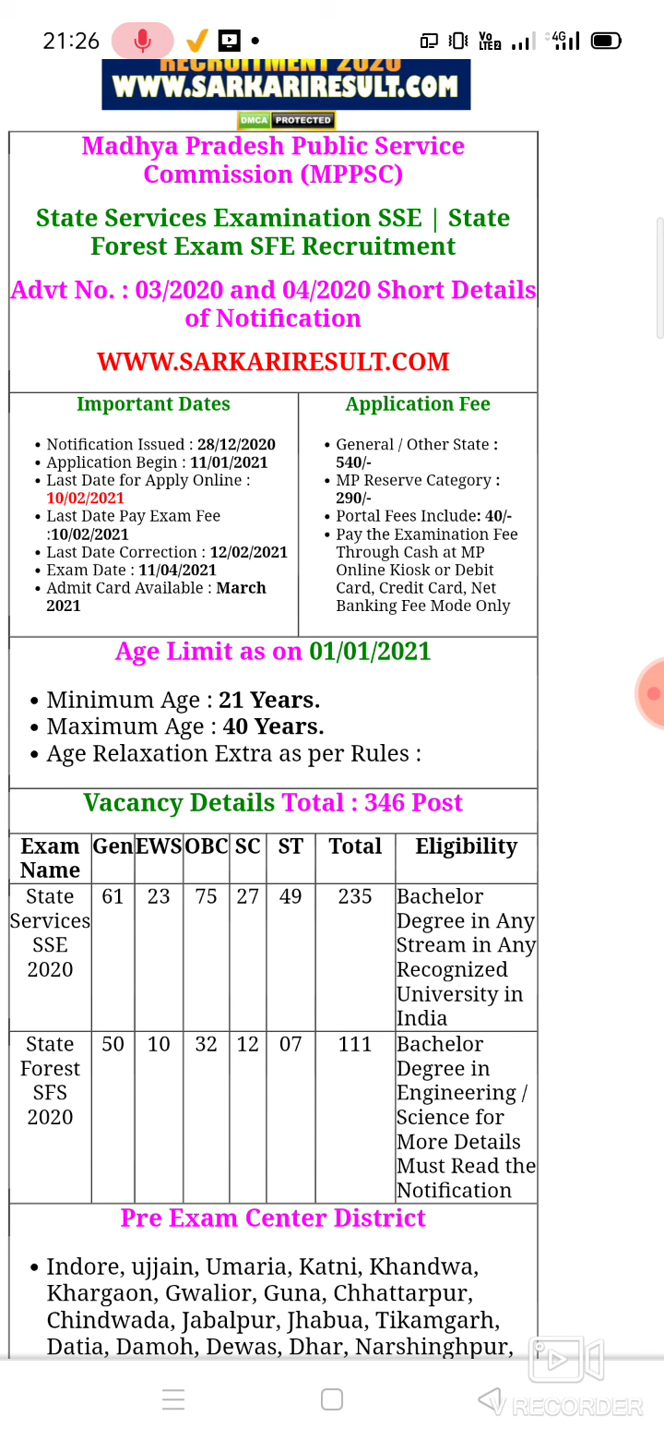 21:26
Vo
LTE2
4G
RECRUITMENT 2020
WWW.SARKARIRESULT.COM
DMCA PROTECTED
Madhya Pradesh Public Service
Commission (MPPSC)
State Services Examination SSE | State
Forest Exam SFE Recruitment
Advt No. : 03/2020 and 04/2020 Short Details
of Notification
WWW.SARKARIRESULT.COM
Important Dates
• Notification Issued : 28/12/2020
• Application Begin : 11/01/2021
• Last Date for Apply Online :
10/02/2021
• Last Date Pay Exam Fee
:10/02/2021
• Last Date Correction : 12/02/2021
• Exam Date : 11/04/2021
• Admit Card Available : March
2021
Application Fee
• General / Other State :
540/-
• MP Reserve Category :
290/-
• Portal Fees Include: 40/-
• Pay the Examination Fee
Through Cash at MP
Online Kiosk or Debit
Card, Credit Card, Net
Banking Fee Mode Only
Age Limit as on 01/01/2021
• Minimum Age : 21 Years.
• Maximum Age : 40 Years.
• Age Relaxation Extra as per Rules :
Vacancy Details Total : 346 Post
Exam
Name
Gen
EWS
OBC
SC
ST
Total
Eligibility
State
Services
SSE
2020
61
23
75
27
49
235
Bachelor
Degree in Any
Stream in Any
Recognized
University in
India
State
Forest
SFS
2020
50
10
32
12
07
111
Bachelor
Degree in
Engineering /
Science for
More Details
Must Read the
Notification
Pre Exam Center District
• Indore, ujjain, Umaria, Katni, Khandwa,
Khargaon, Gwalior, Guna, Chhattarpur,
Chindwada, Jabalpur, Jhabua, Tikamgarh,
Datia, Damoh, Dewas, Dhar, Narshinghpur,
V RECORDER